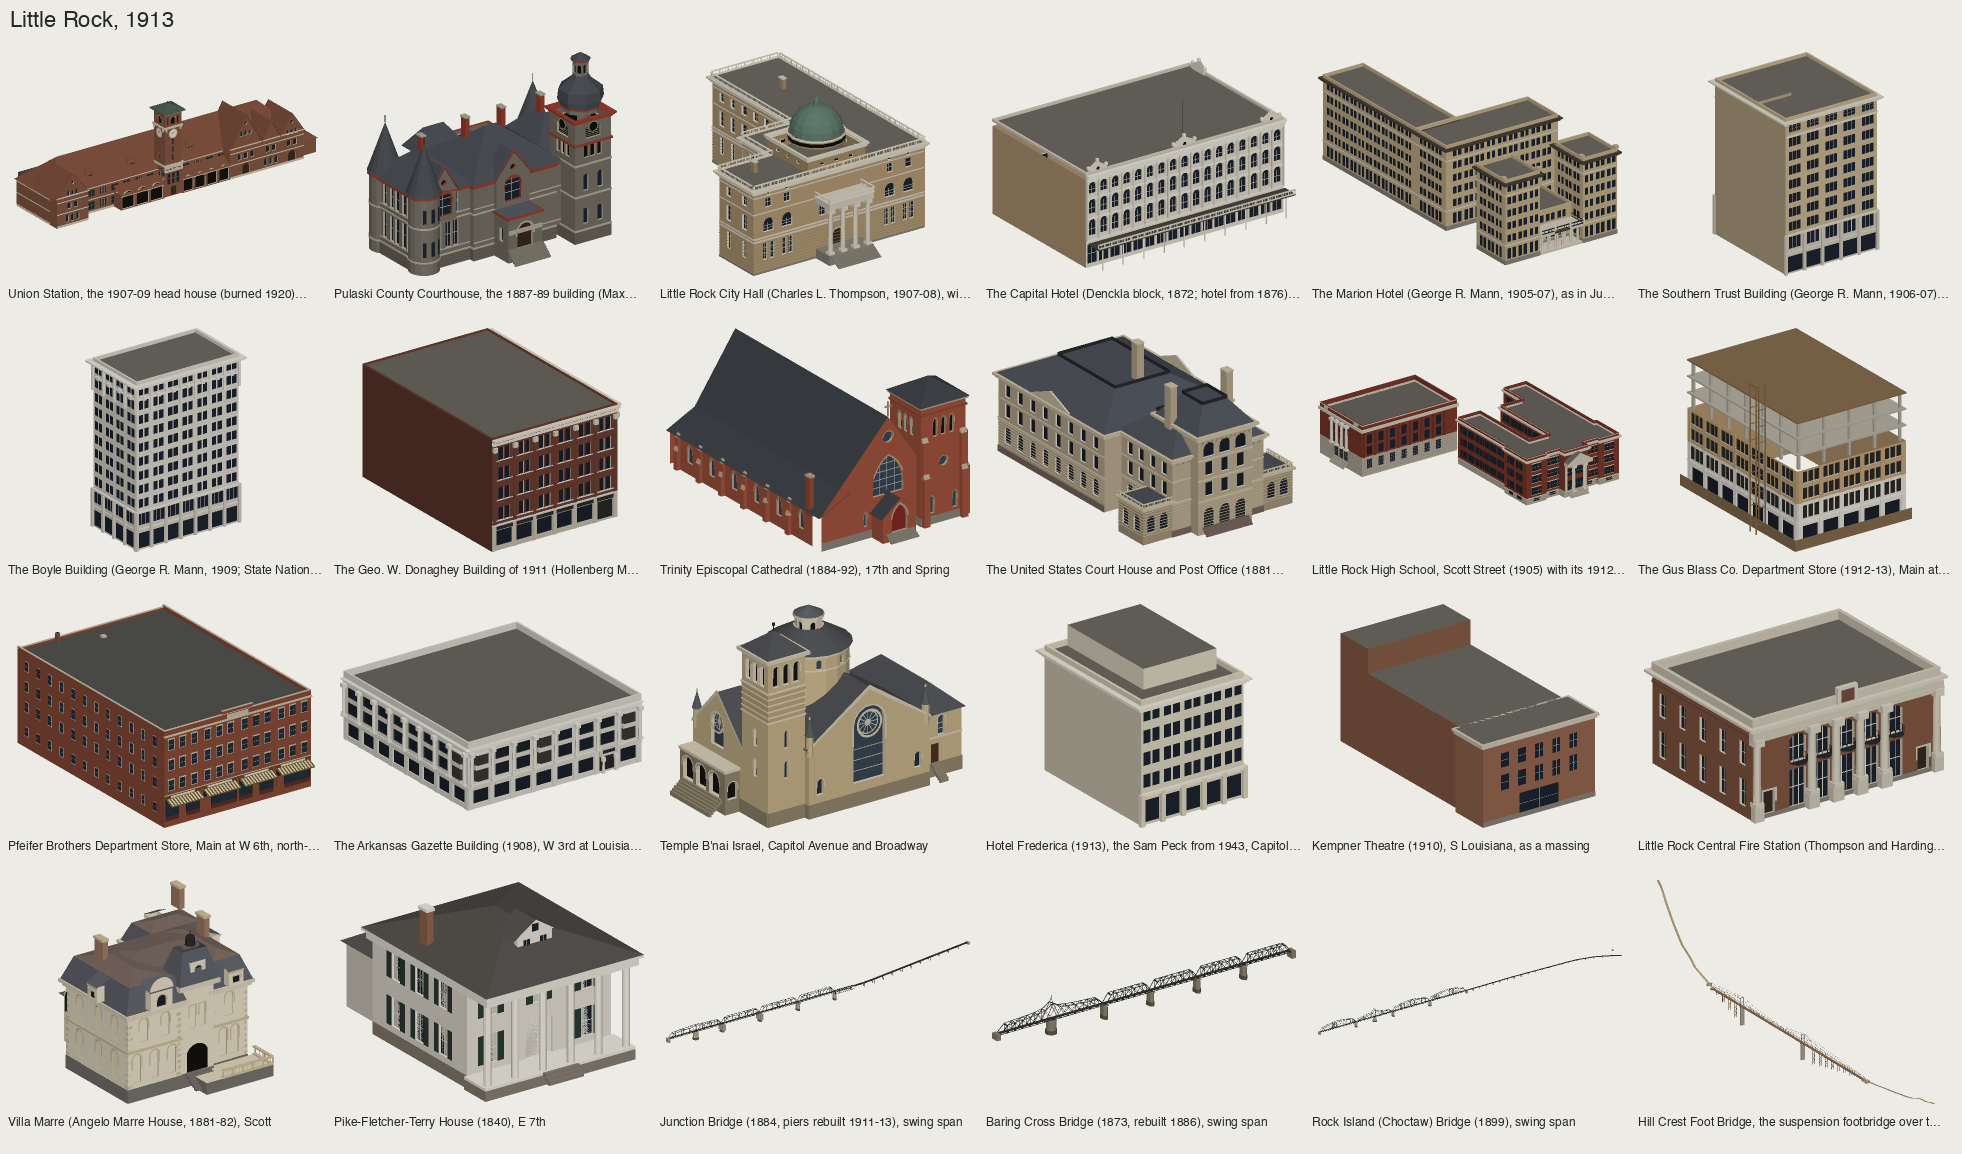 Little Rock, 1913
Union Station, the 1907-09 head house (burned 1920)...
Pulaski County Courthouse, the 1887-89 building (Max...
Little Rock City Hall (Charles L. Thompson, 1907-08), wi...
The Capital Hotel (Denckla block, 1872; hotel from 1876)...
The Marion Hotel (George R. Mann, 1905-07), as in Ju...
The Southern Trust Building (George R. Mann, 1906-07)...
The Boyle Building (George R. Mann, 1909; State Nation...
The Geo. W. Donaghey Building of 1911 (Hollenberg M...
Trinity Episcopal Cathedral (1884-92), 17th and Spring
The United States Court House and Post Office (1881...
Little Rock High School, Scott Street (1905) with its 1912...
The Gus Blass Co. Department Store (1912-13), Main at...
Pfeifer Brothers Department Store, Main at W 6th, north-...
The Arkansas Gazette Building (1908), W 3rd at Louisia...
Temple B'nai Israel, Capitol Avenue and Broadway
Hotel Frederica (1913), the Sam Peck from 1943, Capitol...
Kempner Theatre (1910), S Louisiana, as a massing
Little Rock Central Fire Station (Thompson and Harding...
Villa Marre (Angelo Marre House, 1881-82), Scott
Pike-Fletcher-Terry House (1840), E 7th
Junction Bridge (1884, piers rebuilt 1911-13), swing span
Baring Cross Bridge (1873, rebuilt 1886), swing span
Rock Island (Choctaw) Bridge (1899), swing span
Hill Crest Foot Bridge, the suspension footbridge over t...